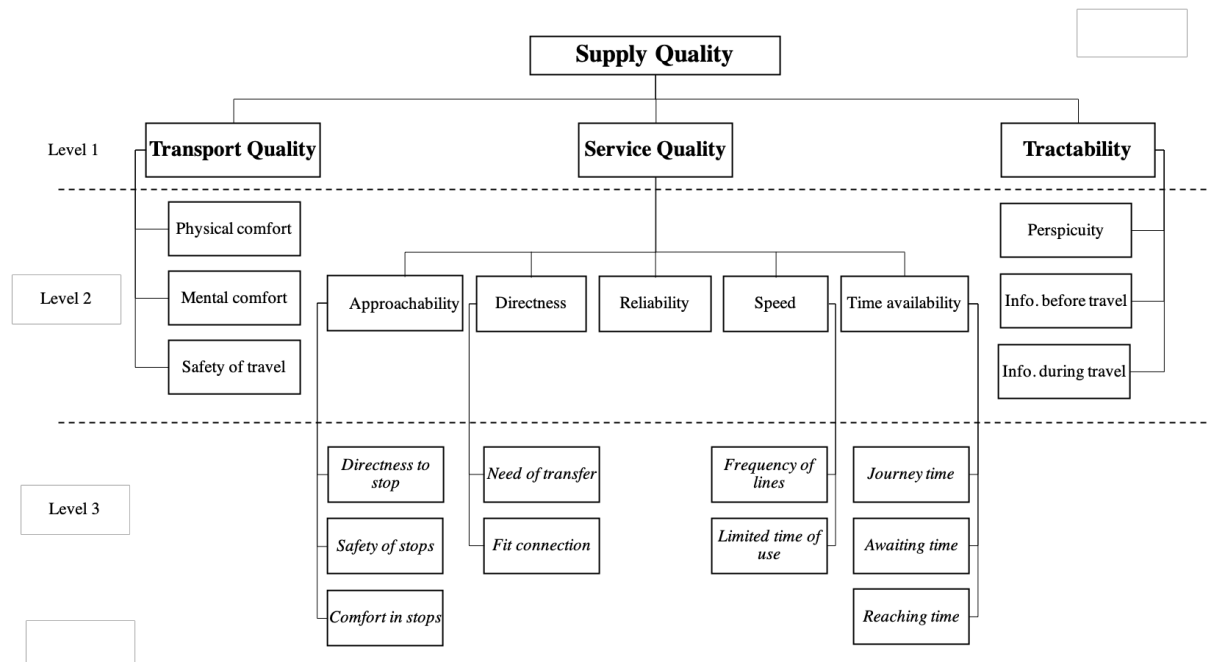 Supply Quality
Level 1
Transport Quality
Service Quality
Tractability
Physical comfort
Perspicuity
Level 2
Mental comfort
Approachability
Directness
Reliability
Speed
Time availability
Info. before travel
Safety of travel
Info. during travel
Level 3
Directness to
stop
Need of transfer
Frequency of
lines
Journey time
Safety of stops
Fit connection
Limited time of
use
Awaiting time
Comfort in stops
Reaching time